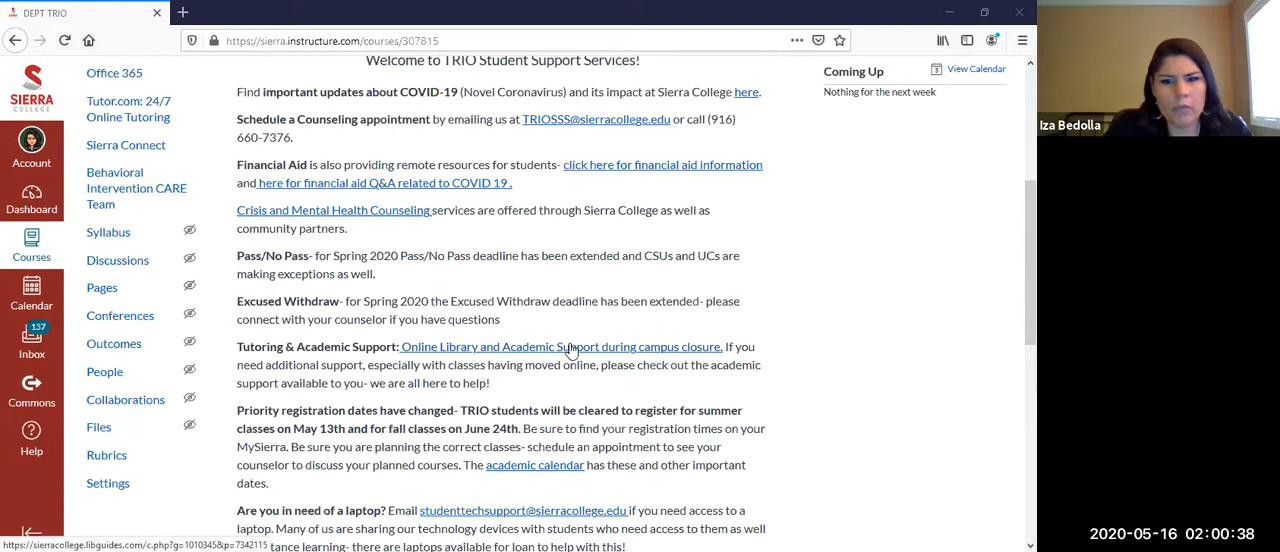 DEPT TRIO
https://sierra.instructure.com/courses/307815
SIERRA
COLLEGE
Account
Dashboard
Courses
Calendar
137
Inbox
Commons
Help
Office 365
Tutor.com: 24/7
Online Tutoring
Sierra Connect
Behavioral
Intervention CARE
Team
Syllabus
Discussions
Pages
Conferences
Outcomes
People
Collaborations
Files
Rubrics
Settings
Welcome to TRIO Student Support Services!
Find important updates about COVID-19 (Novel Coronavirus) and its impact at Sierra College here.
Schedule a Counseling appointment by emailing us at TRIOSSS@sierracollege.edu or call (916)
660-7376.
Financial Aid is also providing remote resources for students- click here for financial aid information
and here for financial aid Q&A related to COVID 19 .
Crisis and Mental Health Counseling services are offered through Sierra College as well as
community partners.
Pass/No Pass- for Spring 2020 Pass/No Pass deadline has been extended and CSUs and UCs are
making exceptions as well.
Excused Withdraw- for Spring 2020 the Excused Withdraw deadline has been extended- please
connect with your counselor if you have questions
Tutoring & Academic Support: Online Library and Academic Support during campus closure. If you
need additional support, especially with classes having moved online, please check out the academic
support available to you- we are all here to help!
Priority registration dates have changed- TRIO students will be cleared to register for summer
classes on May 13th and for fall classes on June 24th. Be sure to find your registration times on your
MySierra. Be sure you are planning the correct classes- schedule an appointment to see your
counselor to discuss your planned courses. The academic calendar has these and other important
dates.
Are you in need of a laptop? Email studenttechsupport@sierracollege.edu if you need access to a
laptop. Many of us are sharing our technology devices with students who need access to them as well
tance learning- there are laptops available for loan to help with this!
https://sierracollege.libguides.com/c.php?g=1010345&p=7342115
Coming Up
3
View Calendar
Nothing for the next week
Iza Bedolla
2020-05-16 02:00:38